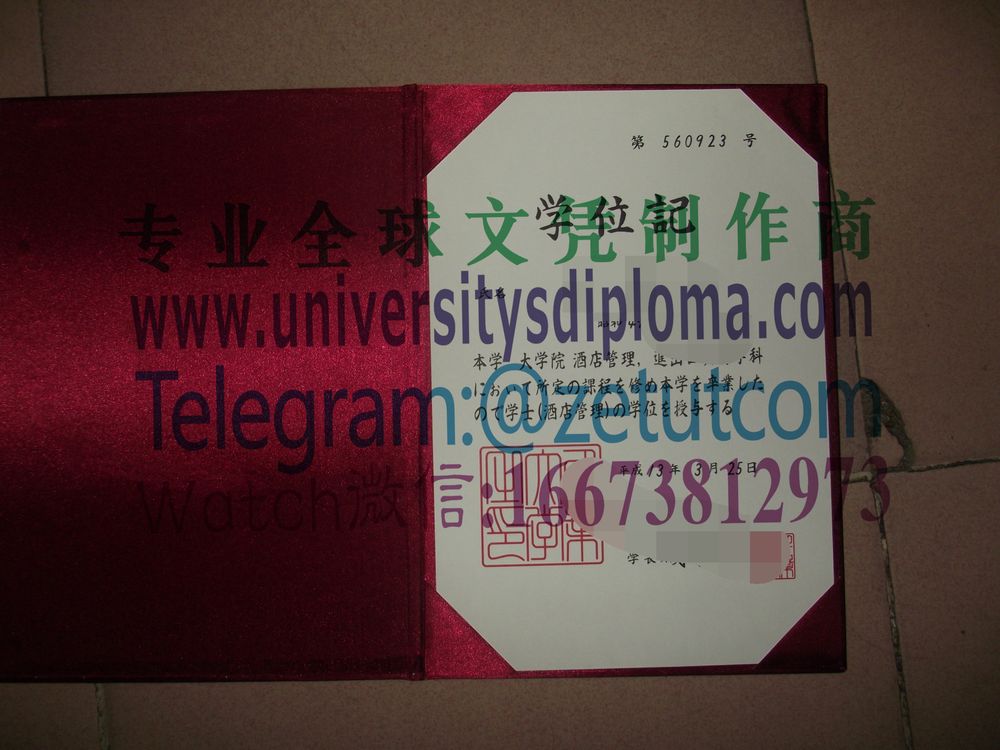 第 560923 号
学位記
专业全球文凭制作商
氏名
www.universitysdiploma.com
本学 大学院 酒店管理,
Telegram:@zetutcom
において所定の課程を修め本学を卒業した
ので学士(酒店管理)の学位を授与する
平成13年 3月25日
Watch微信:16673812973
学長